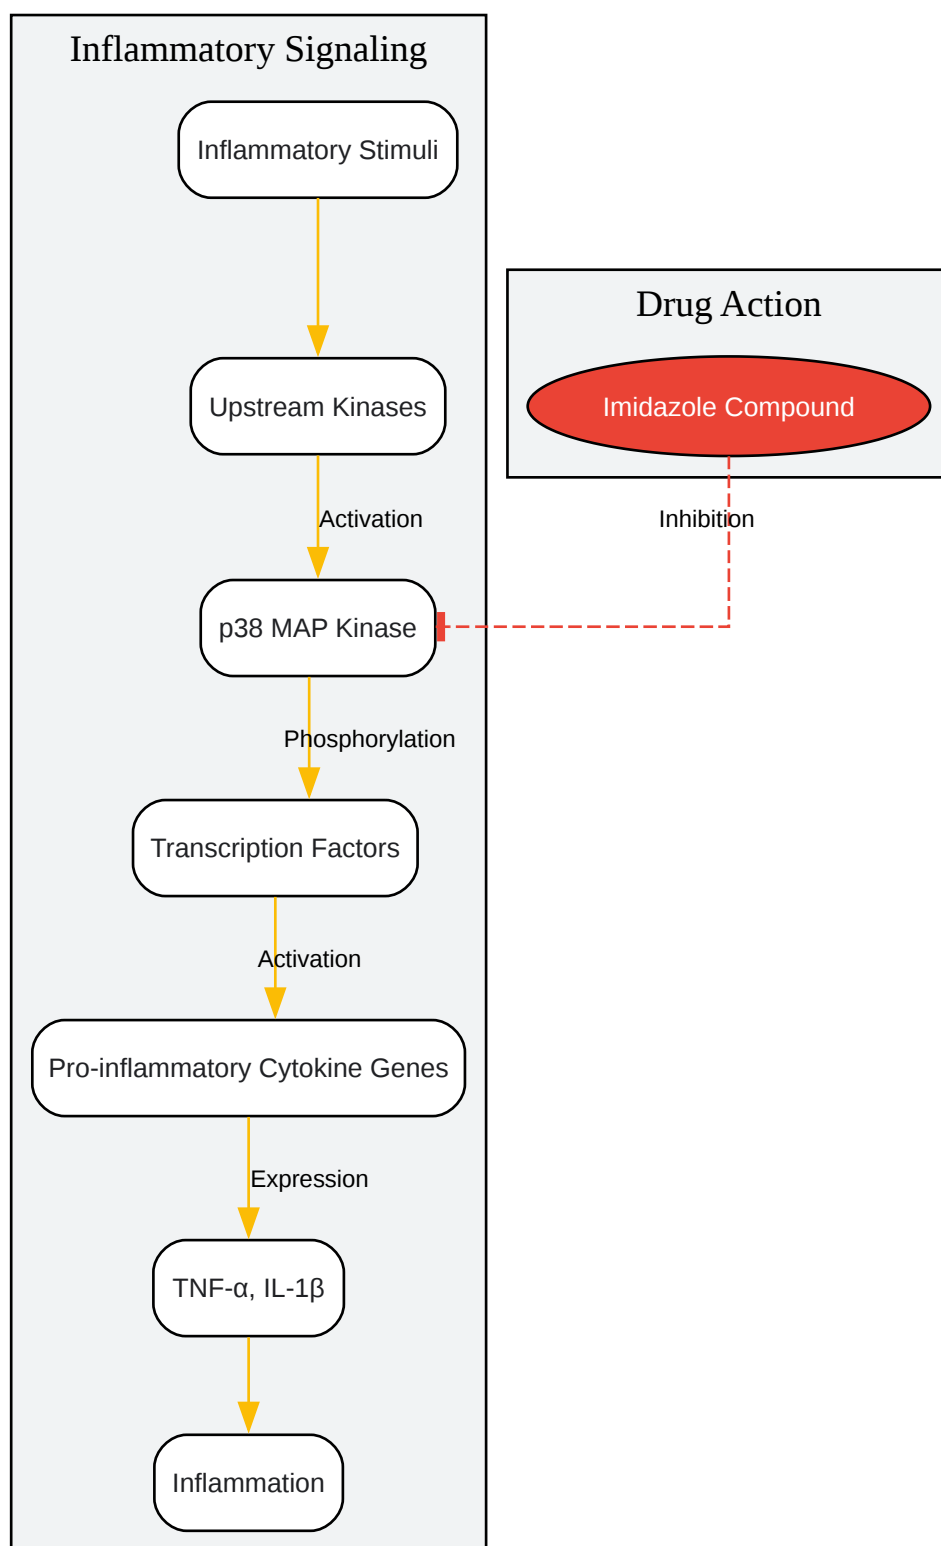 Inflammatory Signaling
Inflammatory Stimuli
Drug Action
Upstream Kinases
Imidazole Compound
Activation
Inhibition
p38 MAP Kinase
Phosphorylation
Transcription Factors
Activation
Pro-inflammatory Cytokine Genes
Expression
TNF-α, IL-1β
Inflammation